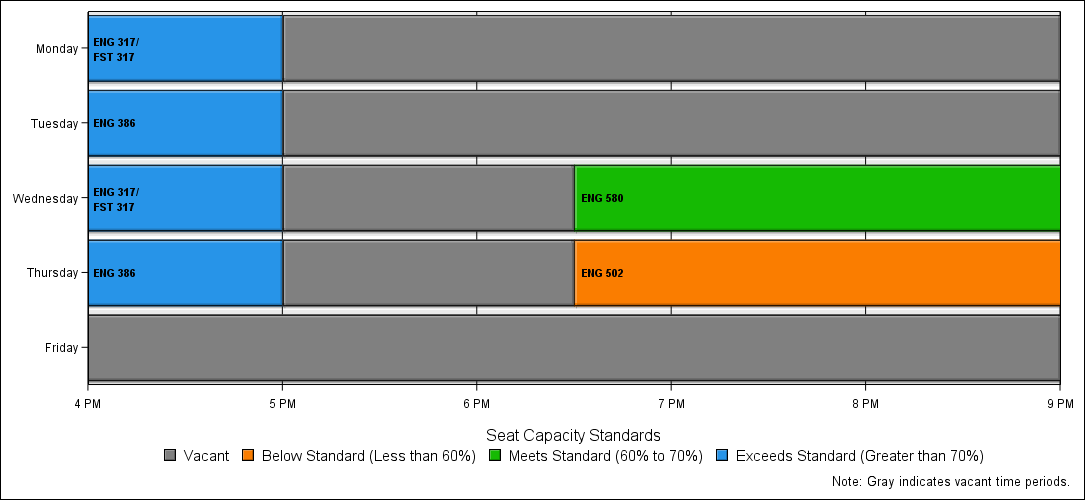 Monday
ENG 317/
FST 317
Tuesday
ENG 386
Wednesday
ENG 317/
FST 317
ENG 580
Thursday
ENG 386
ENG 502
Friday
4 PM 5 PM 6 PM 7 PM 8 PM 9 PM
Seat Capacity Standards
Vacant Below Standard (Less than 60%) Meets Standard (60% to 70%) Exceeds Standard (Greater than 70%)
Note: Gray indicates vacant time periods.